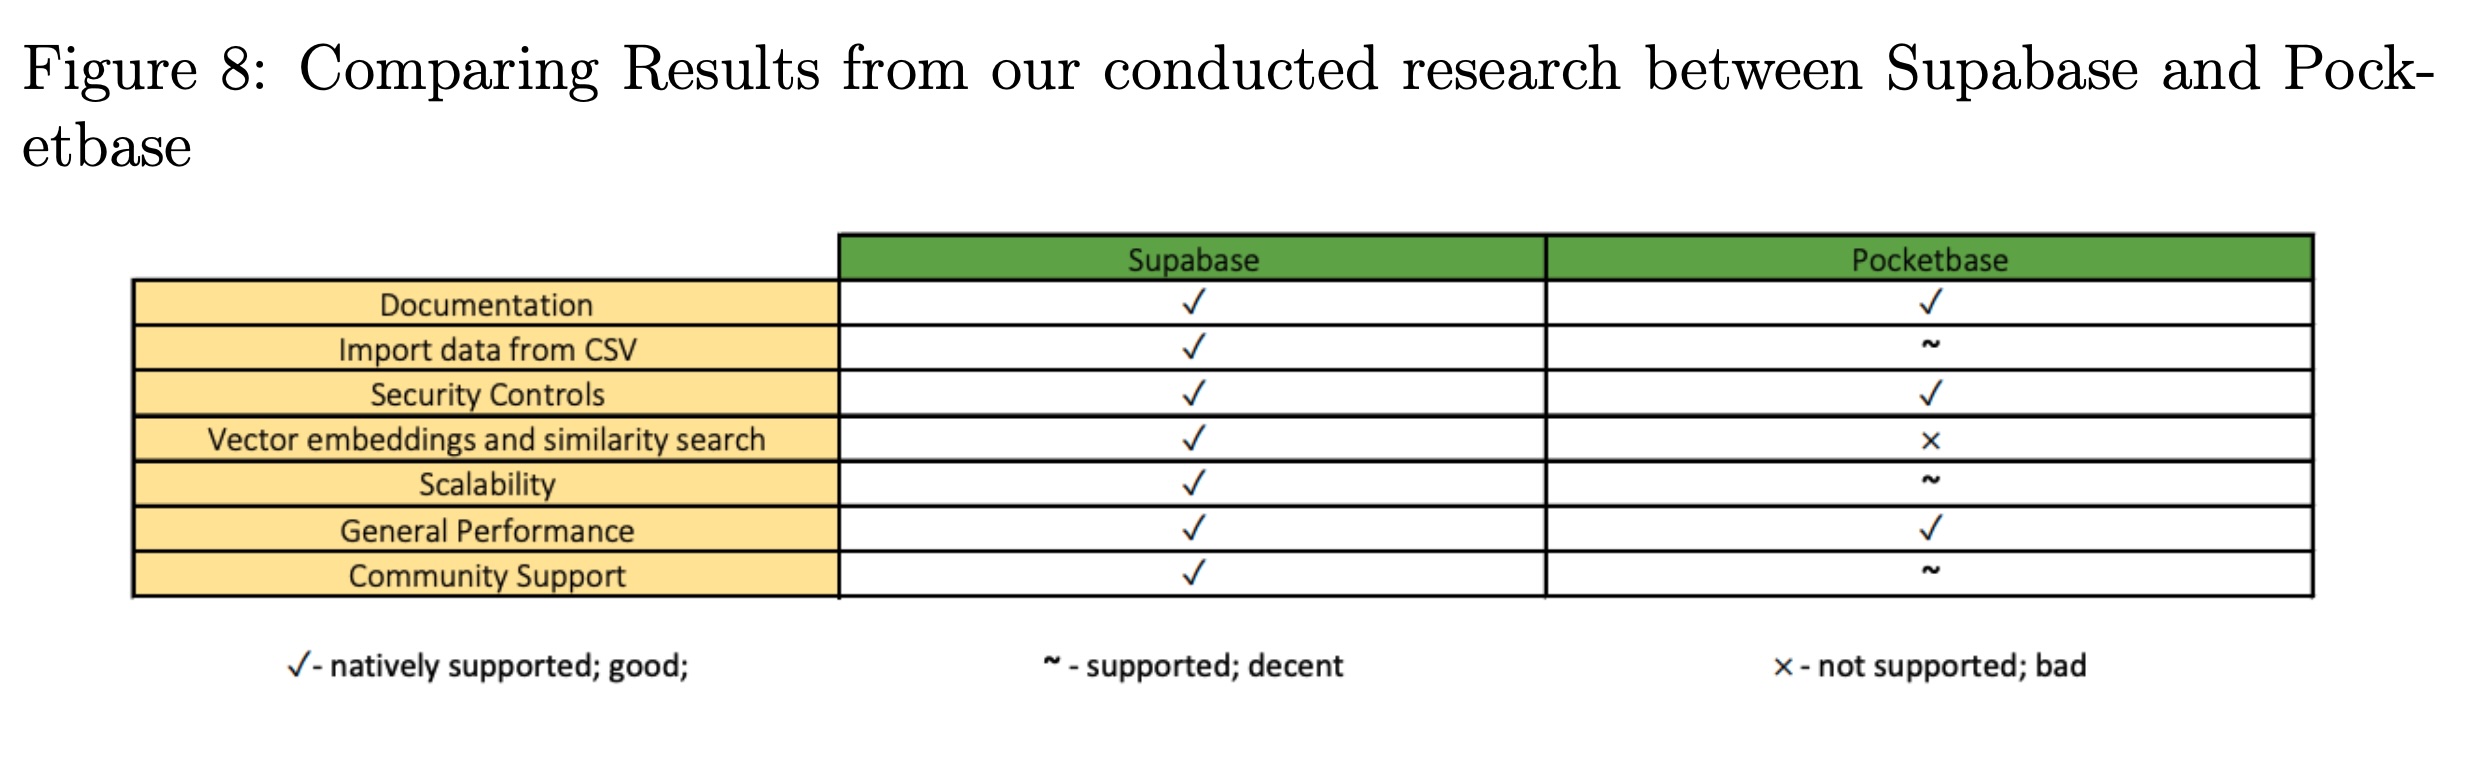 Figure 8: Comparing Results from our conducted research between Supabase and Pock-
etbase
Supabase Pocketbase
Documentation ✓ ✓
Import data from CSV ✓ ~
Security Controls ✓ ✓
Vector embeddings and similarity search ✓ ×
Scalability ✓ ~
General Performance ✓ ✓
Community Support ✓ ~
✓- natively supported; good; ~ - supported; decent × - not supported; bad